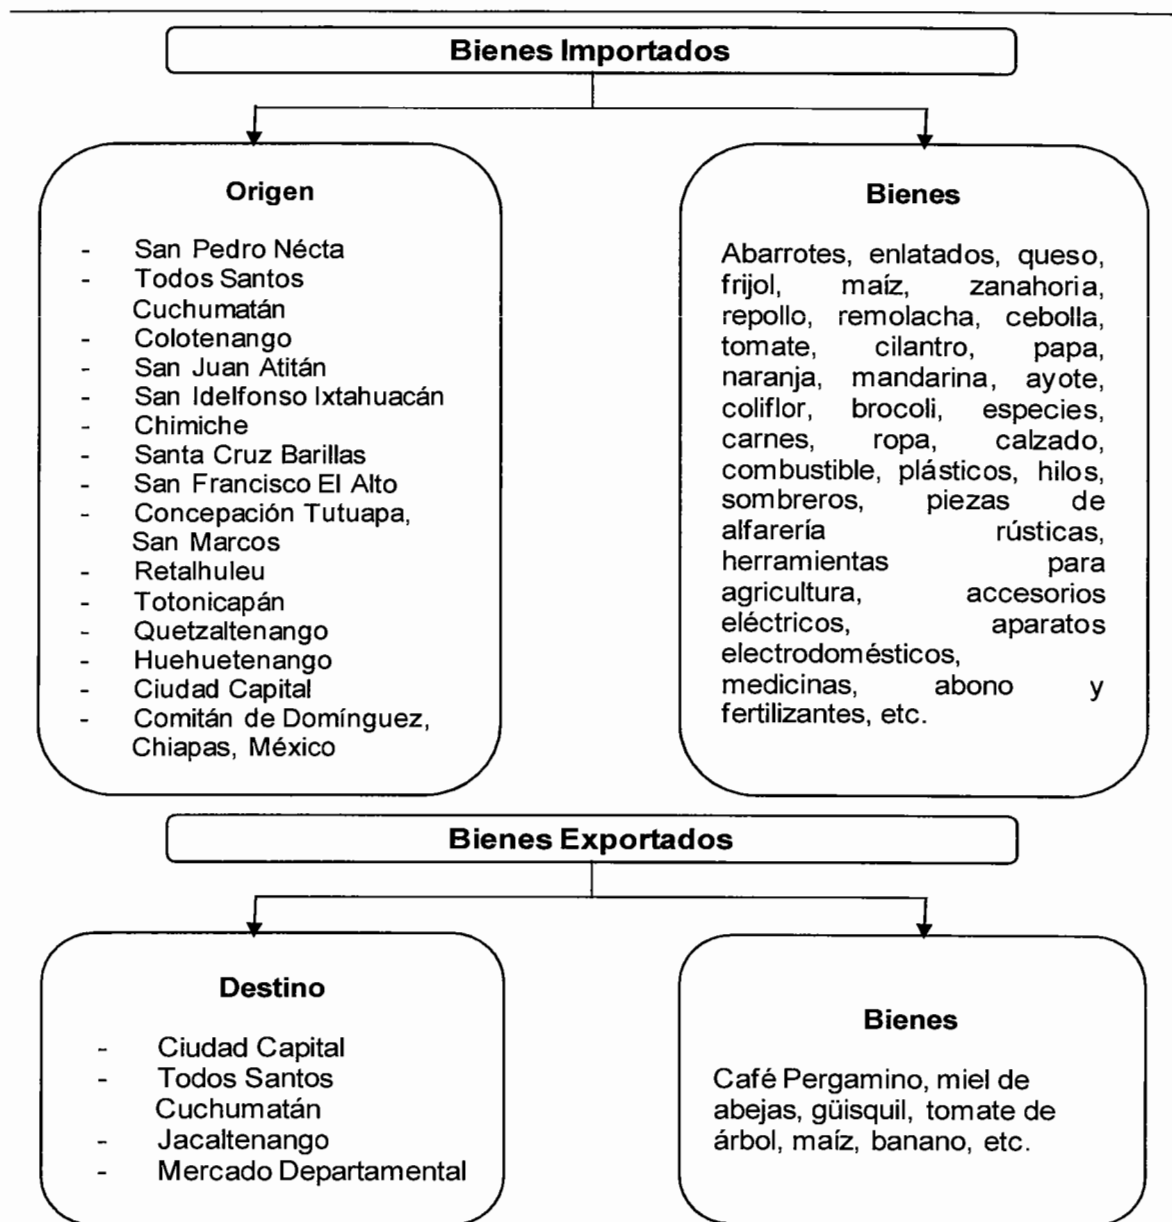 Bienes Importados
Origen
- San Pedro Nécta
- Todos Santos
Cuchumatán
- Colotenango
- San Juan Atitán
- San Idelfonso Ixtahuacán
- Chimiche
- Santa Cruz Barillas
- San Francisco El Alto
- Concepación Tutuapa,
San Marcos
- Retalhuleu
- Totonicapán
- Quetzaltenango
- Huehuetenango
- Ciudad Capital
- Comitán de Domínguez,
Chiapas, México
Bienes
Abarrotes, enlatados, queso,
frijol, maíz, zanahoria,
repollo, remolacha, cebolla,
tomate, cilantro, papa,
naranja, mandarina, ayote,
coliflor, brocoli, especies,
carnes, ropa, calzado,
combustible, plásticos, hilos,
sombreros, piezas de
alfarería rústicas,
herramientas para
agricultura, accesorios
eléctricos, aparatos
electrodomésticos,
medicinas, abono y
fertilizantes, etc.
Bienes Exportados
Destino
- Ciudad Capital
- Todos Santos
Cuchumatán
- Jacaltenango
- Mercado Departamental
Bienes
Café Pergamino, miel de
abejas, güisquil, tomate de
árbol, maíz, banano, etc.